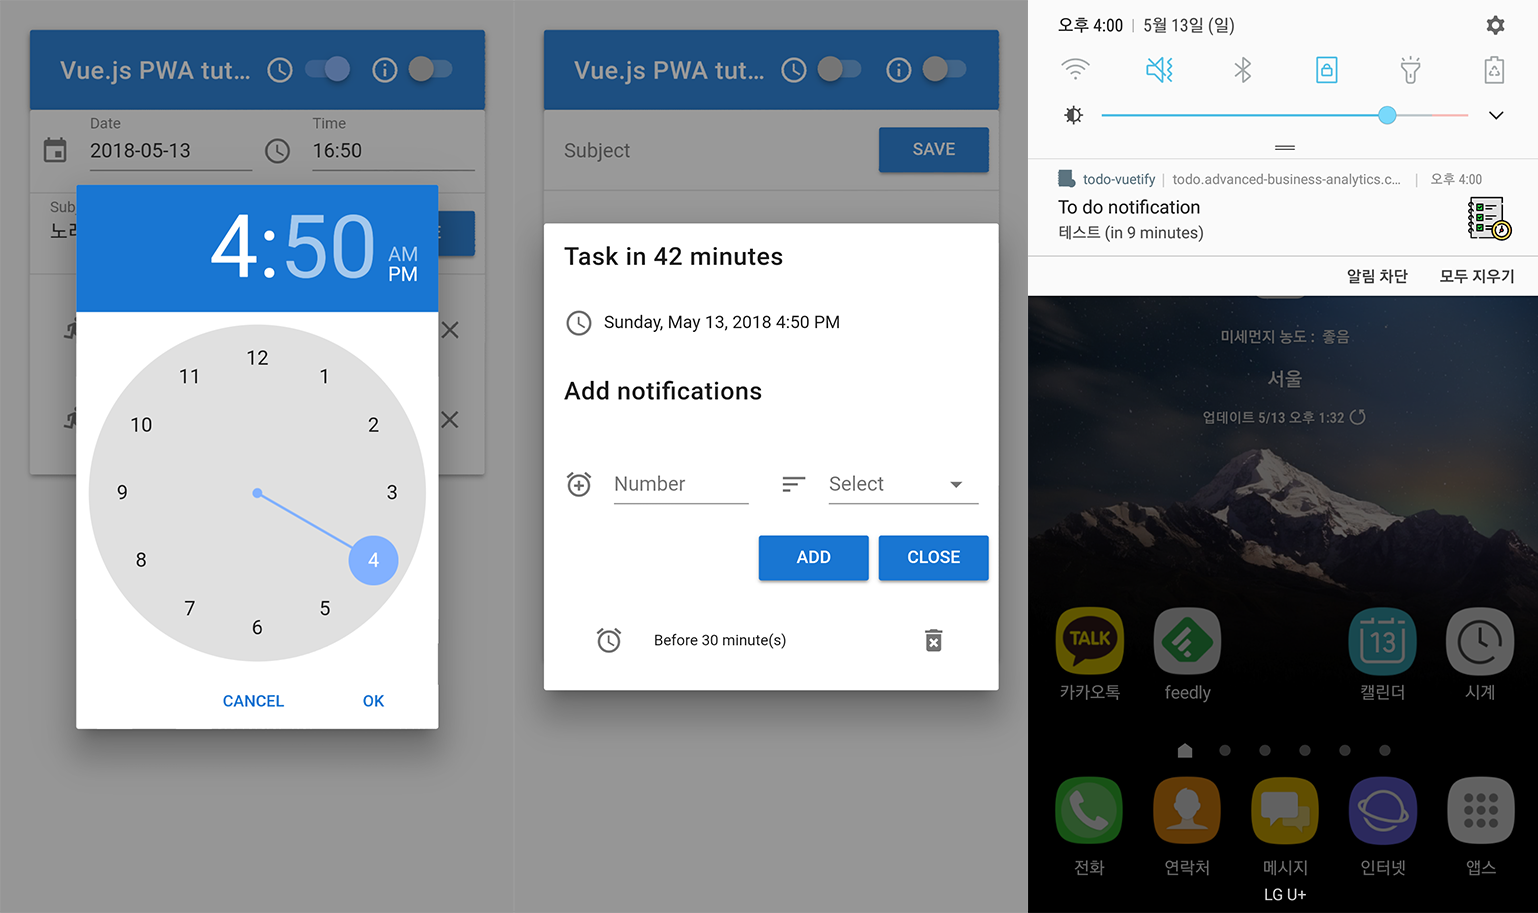 Vue.js PWA tut...
Date
2018-05-13
Time
16:50
4:50
AM
PM
12
11
1
10
2
9
3
8
4
7
5
6
CANCEL
OK
Vue.js PWA tut...
Subject
SAVE
Task in 42 minutes
Sunday, May 13, 2018 4:50 PM
Add notifications
Number
Select
ADD
CLOSE
Before 30 minute(s)
오후 4:00 | 5월 13일 (일)
todo-vuetify | todo.advanced-business-analytics.c... | 오후 4:00
To do notification
테스트 (in 9 minutes)
알림 차단
모두 지우기
미세먼지 농도 : 좋음
서울
업데이트 5/13 오후 1:32
TALK
13
카카오톡
feedly
캘린더
시계
전화
연락처
메시지
인터넷
앱스
LG U+